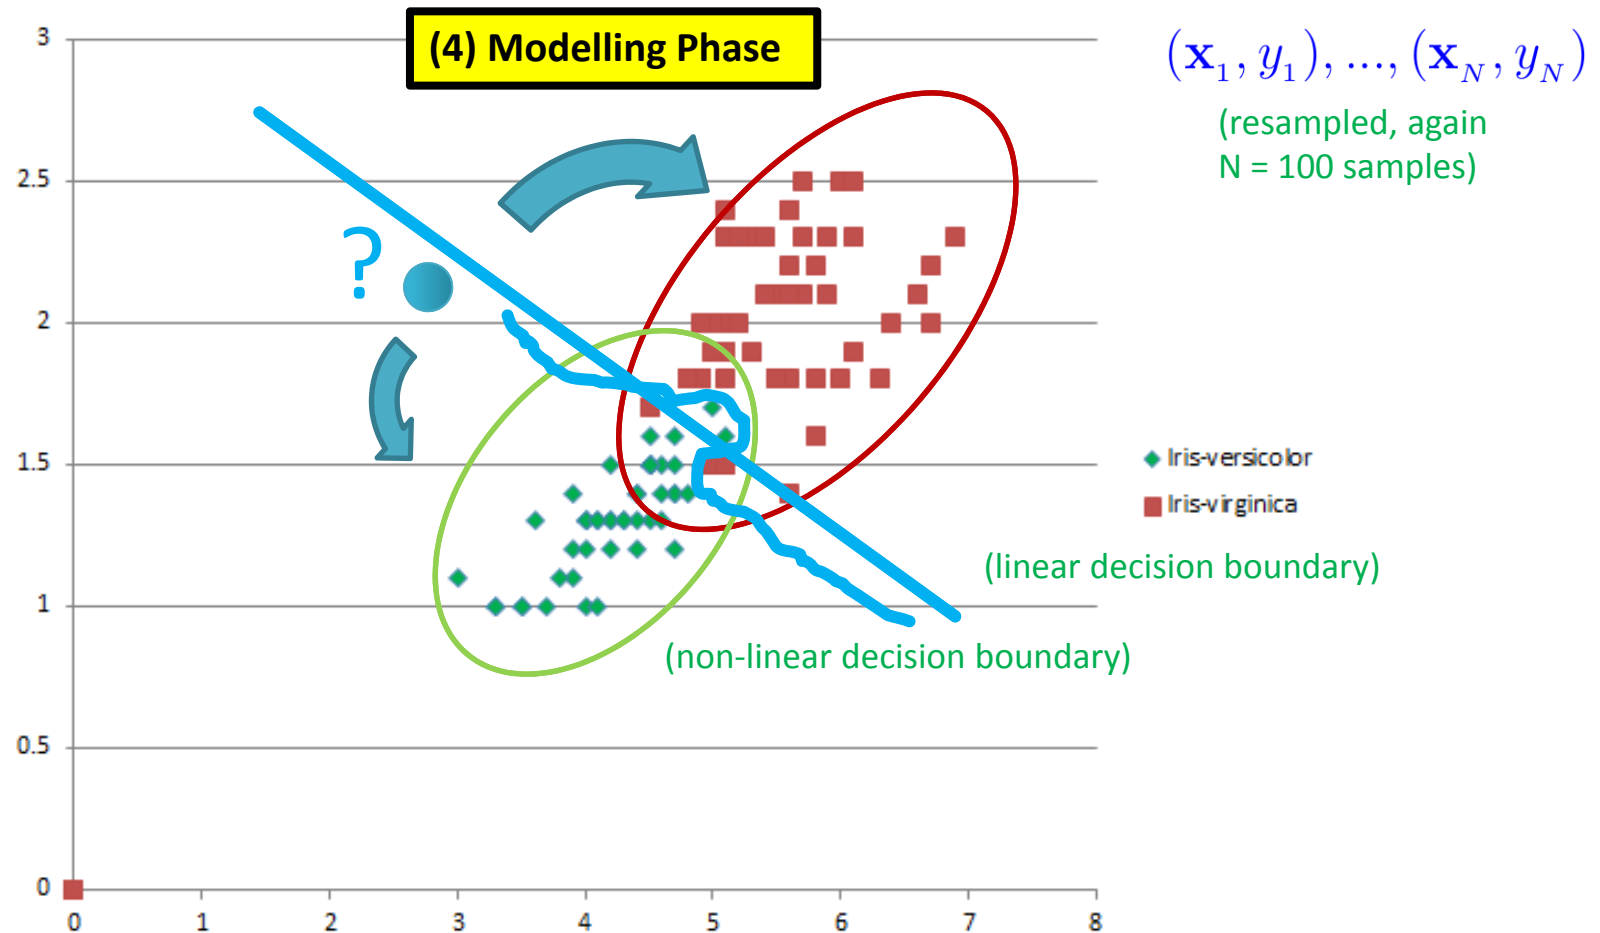 (4) Modelling Phase
(x₁, y₁), ..., (x_N, y_N)
(resampled, again
N = 100 samples)
3
2.5
2
1.5
1
0.5
0
?
Iris-versicolor
Iris-virginica
(linear decision boundary)
(non-linear decision boundary)
0 1 2 3 4 5 6 7 8